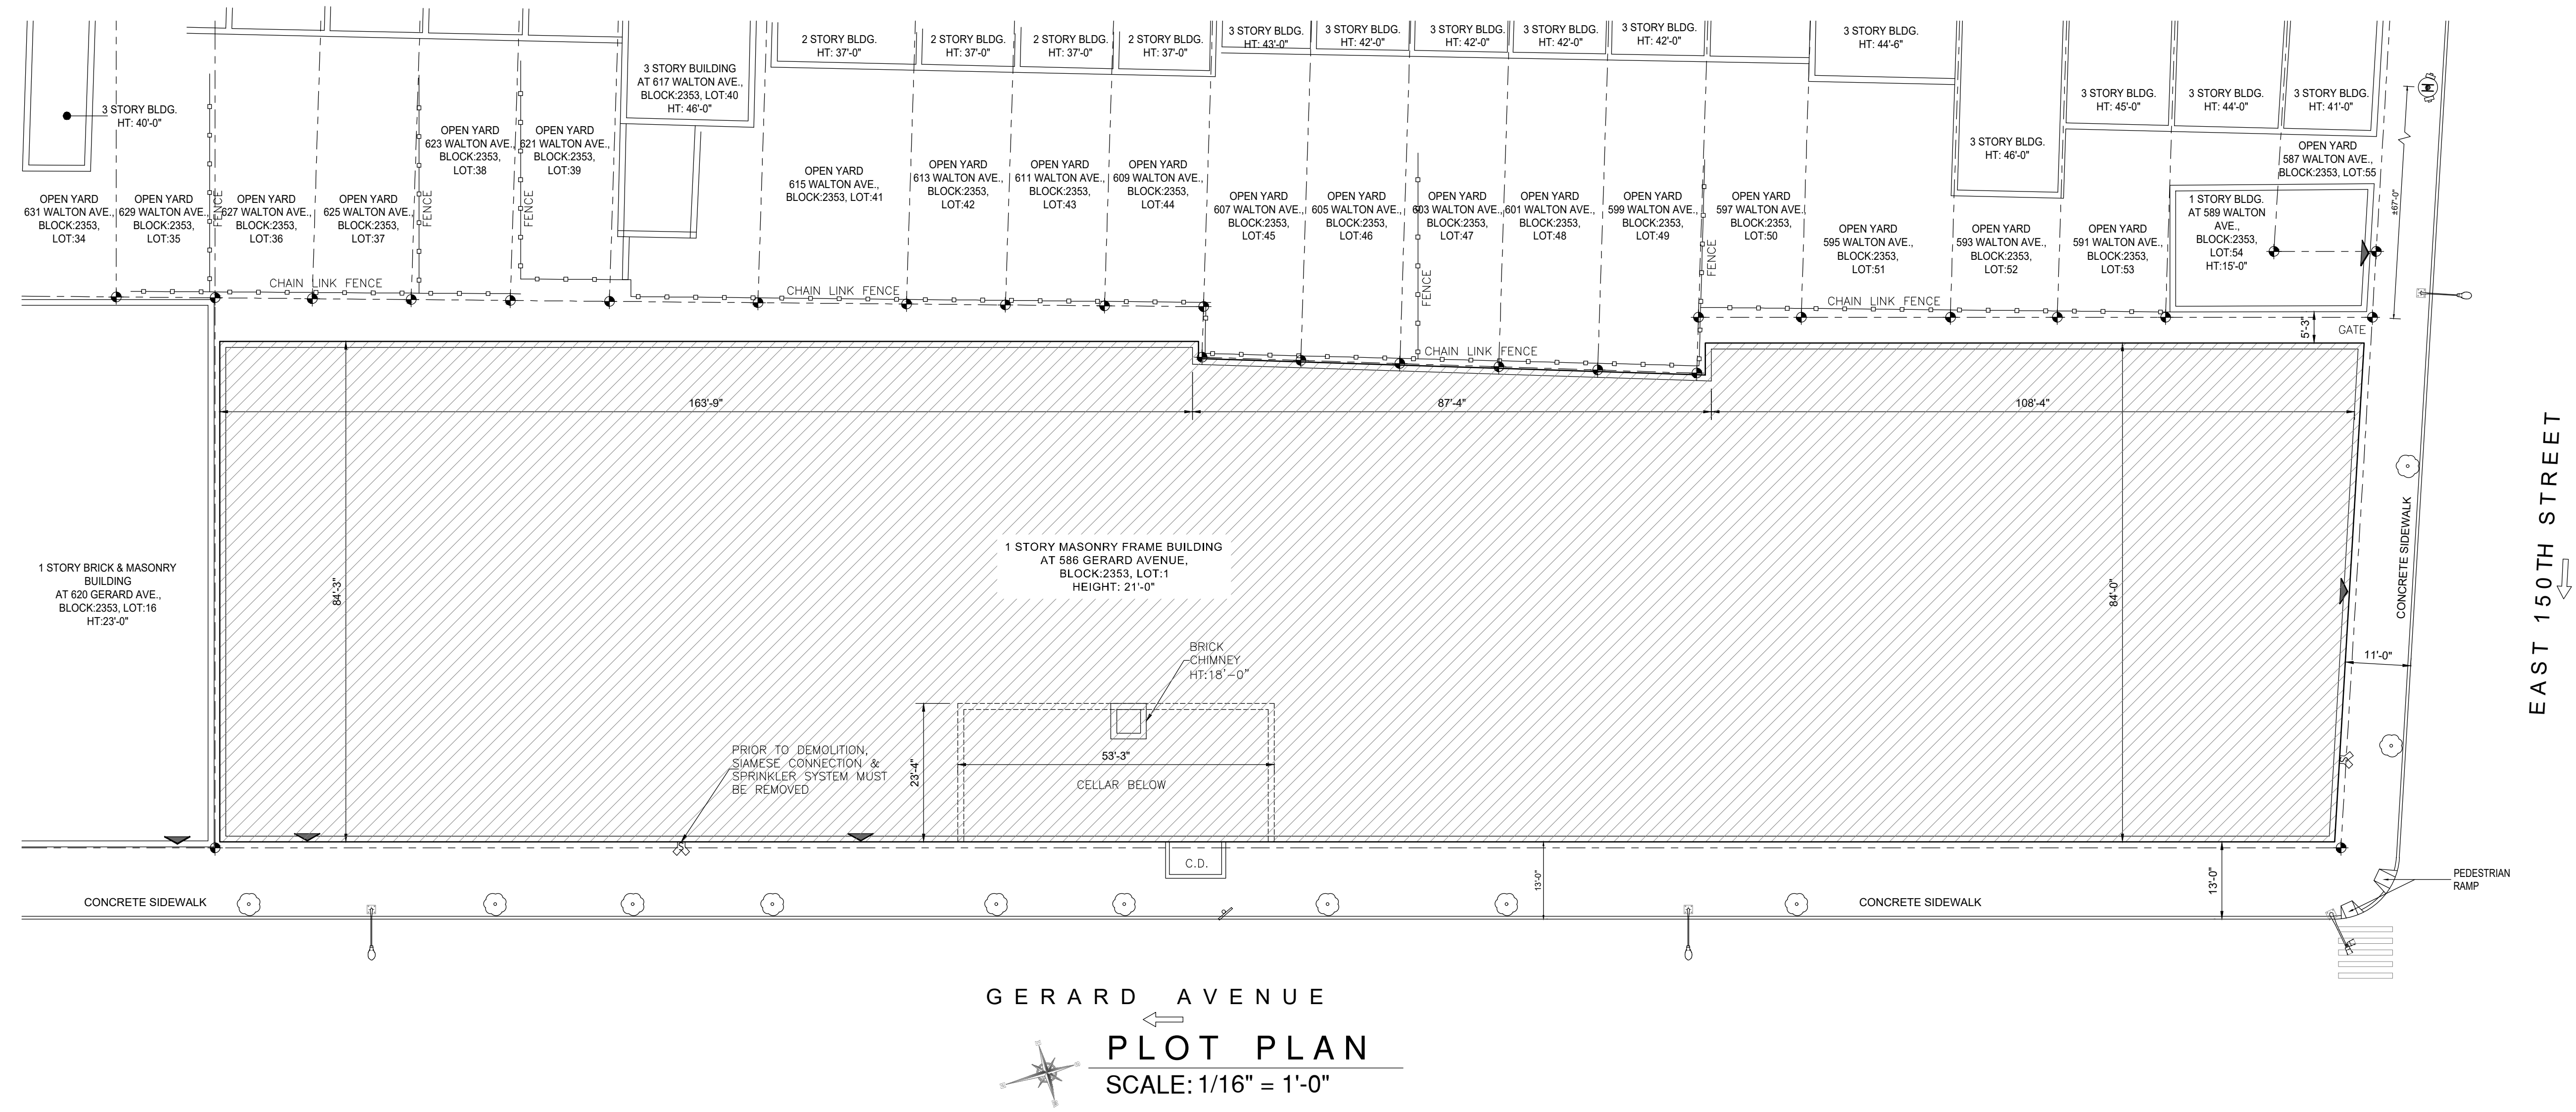 2 STORY BLDG.
HT: 37'-0"
2 STORY BLDG.
HT: 37'-0"
2 STORY BLDG.
HT: 37'-0"
2 STORY BLDG.
HT: 37'-0"
3 STORY BLDG.
HT: 43'-0"
3 STORY BLDG.
HT: 42'-0"
3 STORY BLDG.
HT: 42'-0"
3 STORY BLDG.
HT: 42'-0"
3 STORY BLDG.
HT: 42'-0"
3 STORY BLDG.
HT: 44'-6"
3 STORY BLDG.
HT: 40'-0"
3 STORY BUILDING
AT 617 WALTON AVE.,
BLOCK:2353, LOT:40
HT: 46'-0"
3 STORY BLDG.
HT: 46'-0"
3 STORY BLDG.
HT: 45'-0"
3 STORY BLDG.
HT: 44'-0"
3 STORY BLDG.
HT: 41'-0"
OPEN YARD
631 WALTON AVE.,
BLOCK:2353,
LOT:34
OPEN YARD
629 WALTON AVE.,
BLOCK:2353,
LOT:35
FENCE
OPEN YARD
627 WALTON AVE.,
BLOCK:2353,
LOT:36
OPEN YARD
625 WALTON AVE.,
BLOCK:2353,
LOT:37
FENCE
OPEN YARD
623 WALTON AVE.,
BLOCK:2353,
LOT:38
OPEN YARD
621 WALTON AVE.,
BLOCK:2353,
LOT:39
FENCE
OPEN YARD
615 WALTON AVE.,
BLOCK:2353, LOT:41
OPEN YARD
613 WALTON AVE.,
BLOCK:2353,
LOT:42
OPEN YARD
611 WALTON AVE.,
BLOCK:2353,
LOT:43
OPEN YARD
609 WALTON AVE.,
BLOCK:2353,
LOT:44
OPEN YARD
607 WALTON AVE.,
BLOCK:2353,
LOT:45
OPEN YARD
605 WALTON AVE.,
BLOCK:2353,
LOT:46
OPEN YARD
603 WALTON AVE.,
BLOCK:2353,
LOT:47
FENCE
OPEN YARD
601 WALTON AVE.,
BLOCK:2353,
LOT:48
OPEN YARD
599 WALTON AVE.,
BLOCK:2353,
LOT:49
FENCE
OPEN YARD
597 WALTON AVE.,
BLOCK:2353,
LOT:50
OPEN YARD
595 WALTON AVE.,
BLOCK:2353,
LOT:51
OPEN YARD
593 WALTON AVE.,
BLOCK:2353,
LOT:52
OPEN YARD
591 WALTON AVE.,
BLOCK:2353,
LOT:53
1 STORY BLDG.
AT 589 WALTON
AVE.,
BLOCK:2353,
LOT:54
HT:15'-0"
OPEN YARD
587 WALTON AVE.,
BLOCK:2353, LOT:55
±67'-0"
CHAIN LINK FENCE
CHAIN LINK FENCE
CHAIN LINK FENCE
CHAIN LINK FENCE
5'-3"
GATE
163'-9"
87'-4"
108'-4"
84'-3"
84'-0"
1 STORY BRICK & MASONRY
BUILDING
AT 620 GERARD AVE.,
BLOCK:2353, LOT:16
HT:23'-0"
1 STORY MASONRY FRAME BUILDING
AT 586 GERARD AVENUE,
BLOCK:2353, LOT:1
HEIGHT: 21'-0"
CONCRETE SIDEWALK
EAST 150TH STREET
11'-0"
BRICK
CHIMNEY
HT:18'-0"
PRIOR TO DEMOLITION,
SIAMESE CONNECTION &
SPRINKLER SYSTEM MUST
BE REMOVED
23'-4"
53'-3"
CELLAR BELOW
S
S
C.D.
13'-0"
13'-0"
PEDESTRIAN
RAMP
CONCRETE SIDEWALK
CONCRETE SIDEWALK
GERARD AVENUE
PLOT PLAN
SCALE: 1/16" = 1'-0"